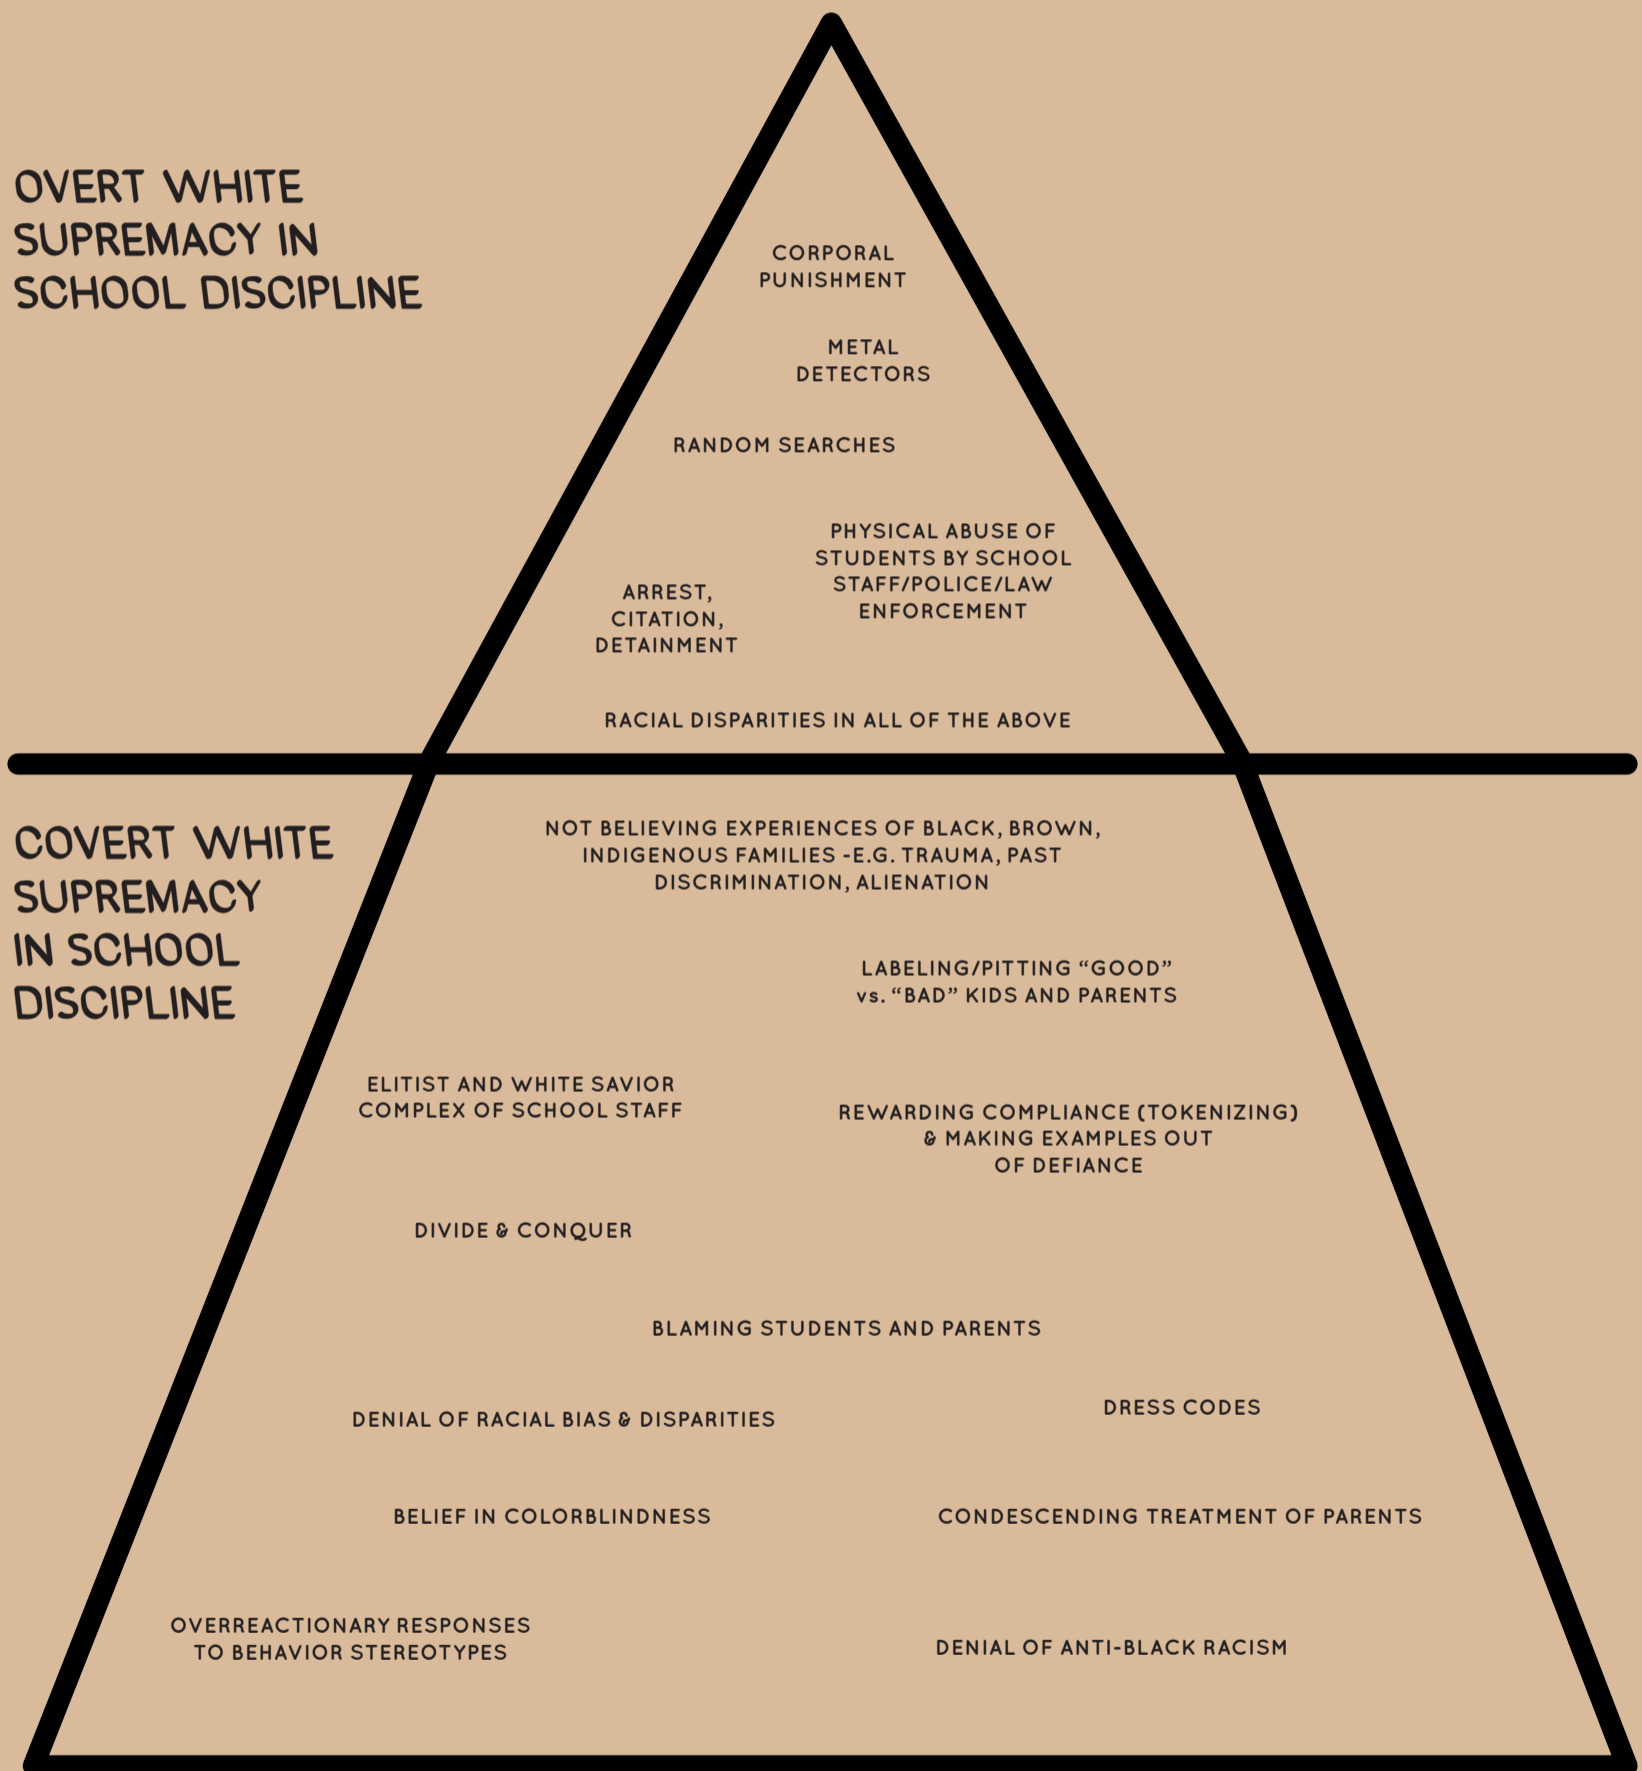 OVERT WHITE
SUPREMACY IN
SCHOOL DISCIPLINE
CORPORAL
PUNISHMENT
METAL
DETECTORS
RANDOM SEARCHES
PHYSICAL ABUSE OF
STUDENTS BY SCHOOL
STAFF/POLICE/LAW
ENFORCEMENT
ARREST,
CITATION,
DETAINMENT
RACIAL DISPARITIES IN ALL OF THE ABOVE
COVERT WHITE
SUPREMACY
IN SCHOOL
DISCIPLINE
NOT BELIEVING EXPERIENCES OF BLACK, BROWN,
INDIGENOUS FAMILIES -E.G. TRAUMA, PAST
DISCRIMINATION, ALIENATION
LABELING/PITTING “GOOD”
vs. “BAD” KIDS AND PARENTS
ELITIST AND WHITE SAVIOR
COMPLEX OF SCHOOL STAFF
REWARDING COMPLIANCE (TOKENIZING)
& MAKING EXAMPLES OUT
OF DEFIANCE
DIVIDE & CONQUER
BLAMING STUDENTS AND PARENTS
DENIAL OF RACIAL BIAS & DISPARITIES
DRESS CODES
BELIEF IN COLORBLINDNESS
CONDESCENDING TREATMENT OF PARENTS
OVERREACTIONARY RESPONSES
TO BEHAVIOR STEREOTYPES
DENIAL OF ANTI-BLACK RACISM